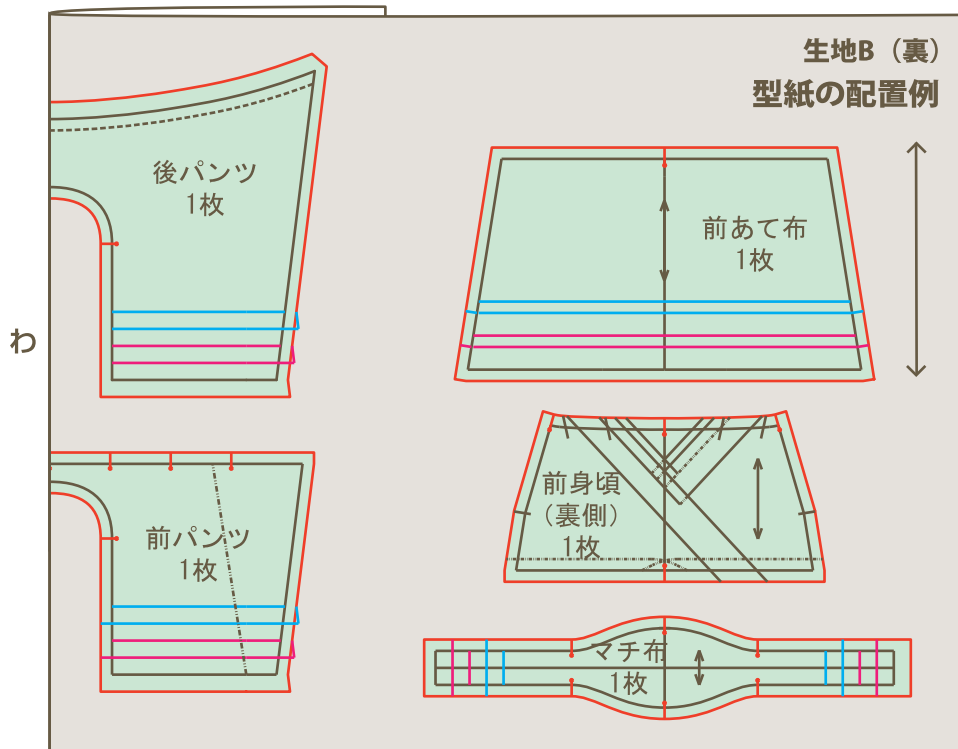 生地B（裏）
型紙の配置例
後パンツ
1枚
前あて布
1枚
わ
前身頃
（裏側）
1枚
前パンツ
1枚
マチ布
1枚